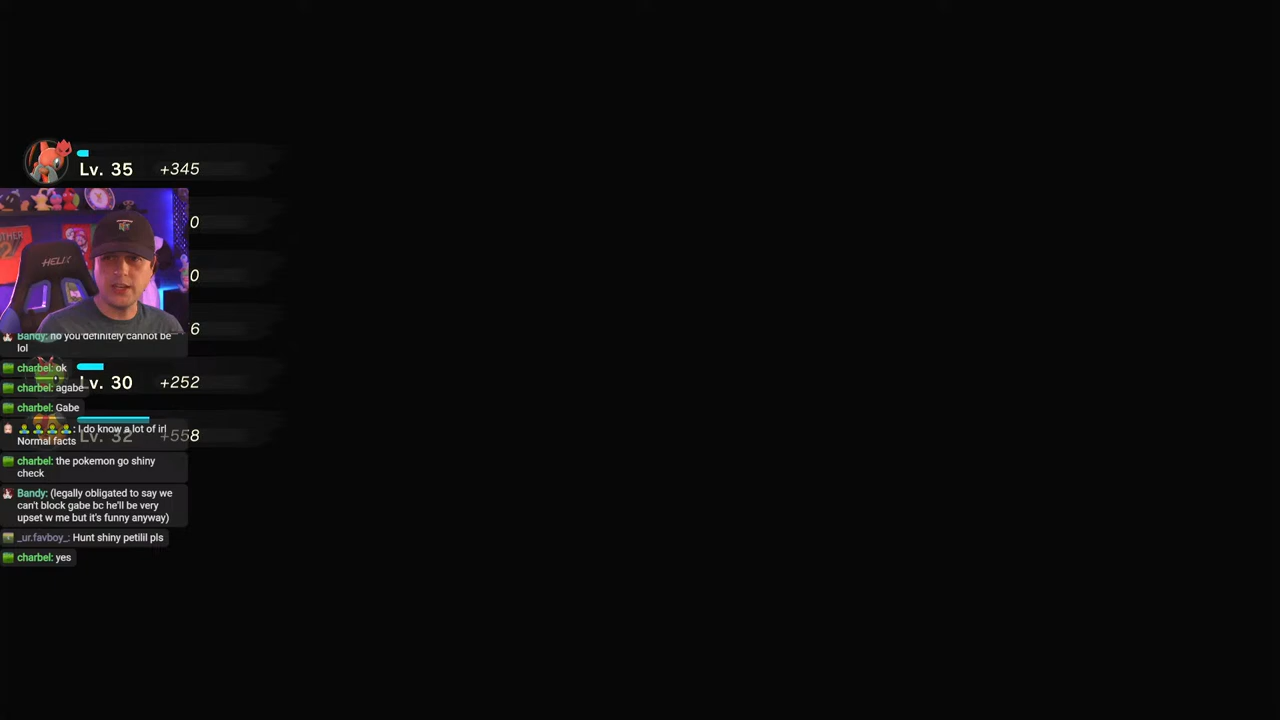 Lv. 35 +345
HELIX
0
0
6
Bandy: no you definitely cannot be
lol
charbel: ok
charbel: agabe
Lv. 30 +252
charbel: Gabe
: I do know a lot of irl
Normal facts
Lv. 32 +558
charbel: the pokemon go shiny
check
Bandy: (legally obligated to say we
can't block gabe bc he'll be very
upset w me but it's funny anyway)
_ur.favboy_: Hunt shiny petilil pls
charbel: yes